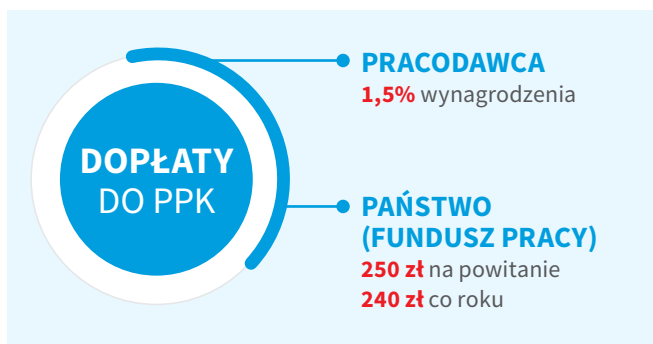 DOPŁATY
DO PPK
PRACODAWCA
1,5% wynagrodzenia
PAŃSTWO
(FUNDUSZ PRACY)
250 zł na powitanie
240 zł co roku